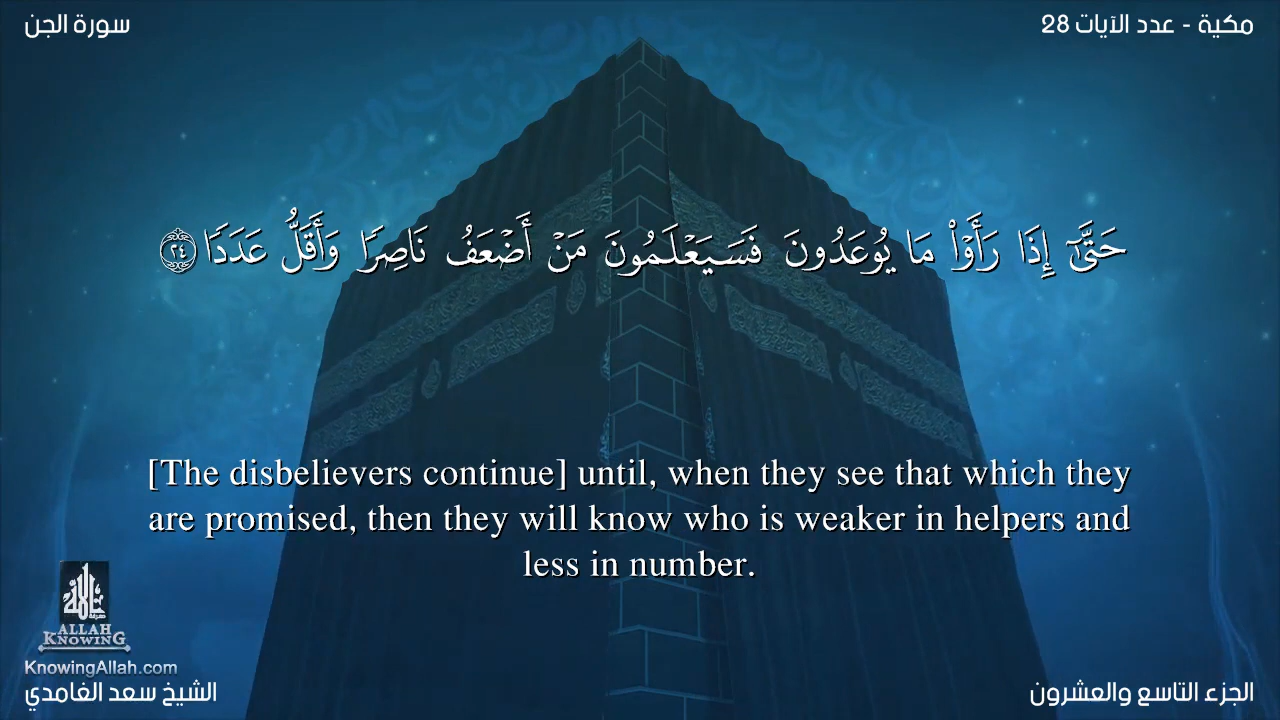 سورة الجن
مكية - عدد الآيات 28
حَتَّىٰٓ إِذَا رَأَوْا۟ مَا يُوعَدُونَ فَسَيَعْلَمُونَ مَنْ أَضْعَفُ نَاصِرًا وَأَقَلُّ عَدَدًا ٢٤
[The disbelievers continue] until, when they see that which they
are promised, then they will know who is weaker in helpers and
less in number.
ALLAH
KNOWING
KnowingAllah.com
الشيخ سعد الغامدي
الجزء التاسع والعشرون